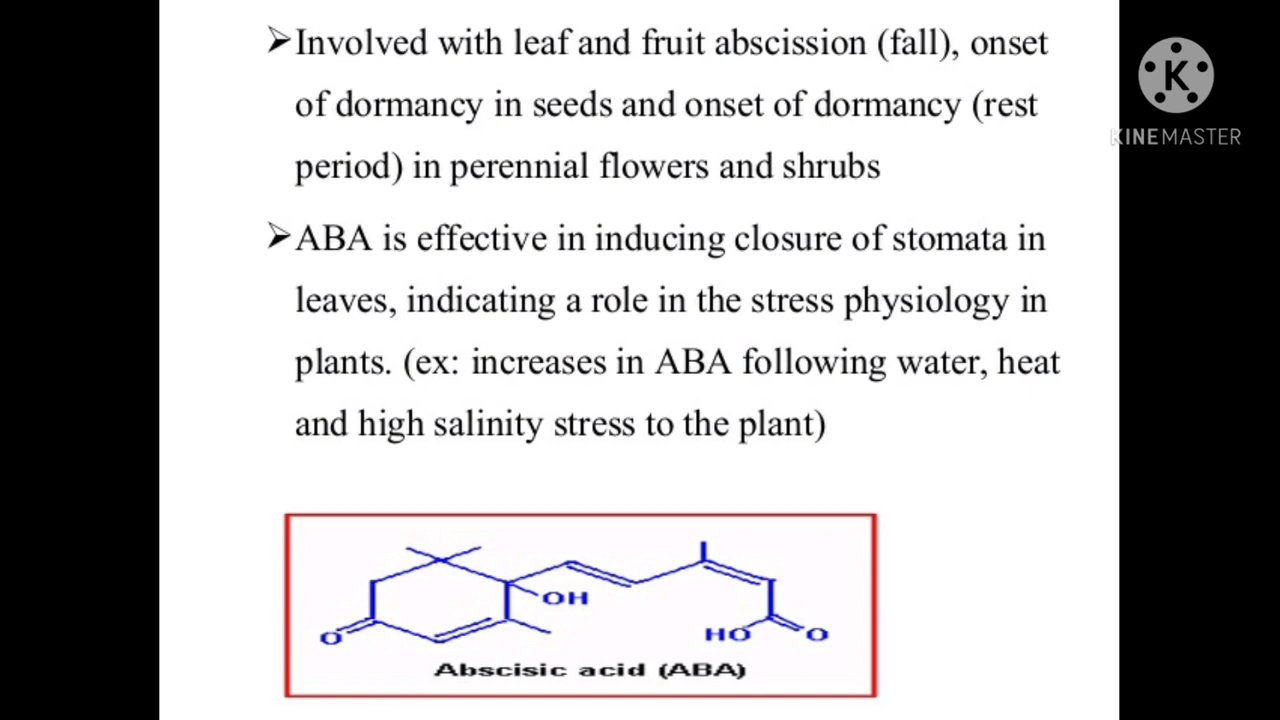 ➢Involved with leaf and fruit abscission (fall), onset
of dormancy in seeds and onset of dormancy (rest
period) in perennial flowers and shrubs
➢ABA is effective in inducing closure of stomata in
leaves, indicating a role in the stress physiology in
plants. (ex: increases in ABA following water, heat
and high salinity stress to the plant)
K
KINEMASTER
OH
O
HO
O
Abscisic acid (ABA)